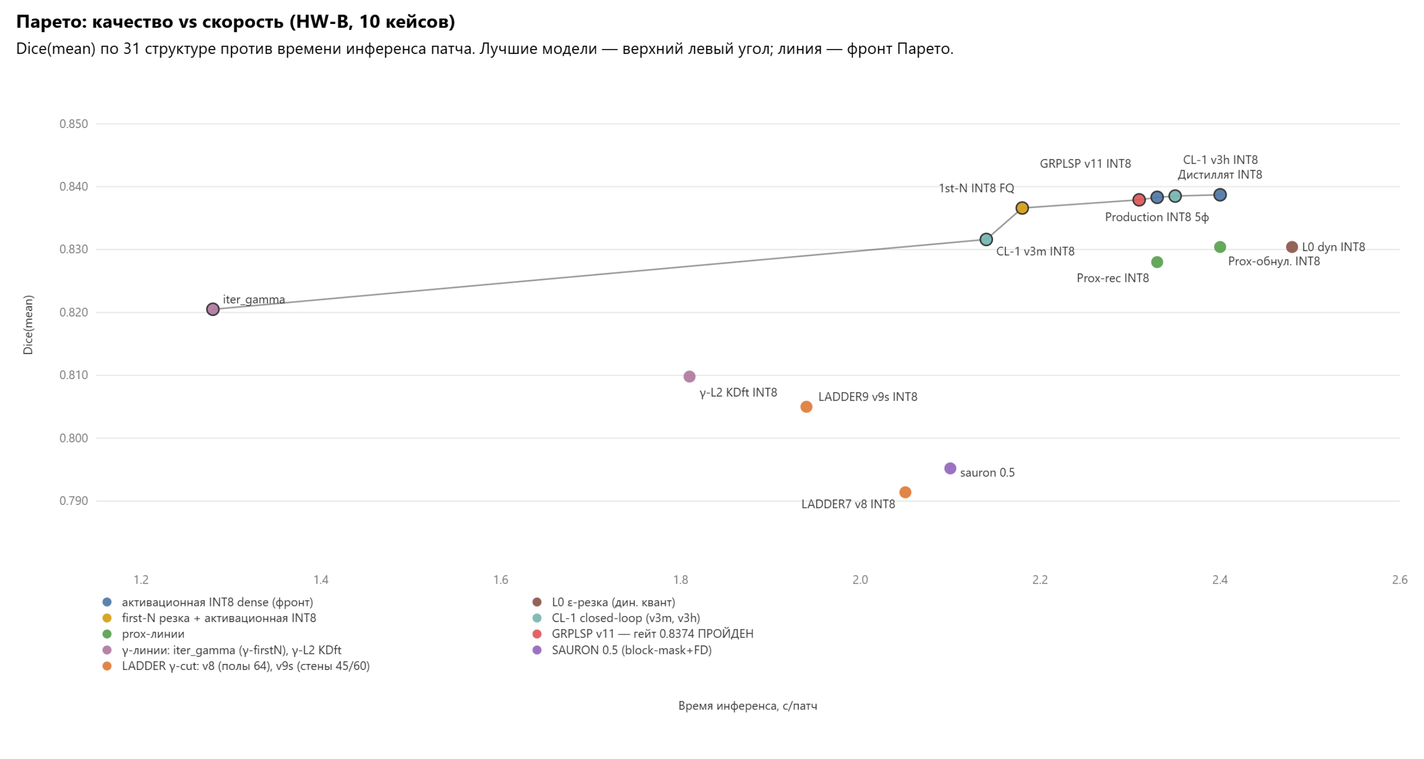 Парето: качество vs скорость (HW-B, 10 кейсов)
Dice(mean) по 31 структуре против времени инференса патча. Лучшие модели — верхний левый угол; линия — фронт Парето.
0.850
GRPLSP v11 INT8
CL-1 v3h INT8
Дистиллят INT8
0.840
1st-N INT8 FQ
Production INT8 5ф
0.830
CL-1 v3m INT8
L0 dyn INT8
Prox-обнул. INT8
Prox-rec INT8
iter_gamma
0.820
Dice(mean)
0.810
γ-L2 KDft INT8
LADDER9 v9s INT8
0.800
sauron 0.5
0.790
LADDER7 v8 INT8
1.2
1.4
1.6
1.8
2.0
2.2
2.4
2.6
активационная INT8 dense (фронт)
first-N резка + активационная INT8
prox-линии
γ-линии: iter_gamma (γ-firstN), γ-L2 KDft
LADDER γ-cut: v8 (полы 64), v9s (стены 45/60)
L0 ε-резка (дин. квант)
CL-1 closed-loop (v3m, v3h)
GRPLSP v11 — гейт 0.8374 ПРОЙДЕН
SAURON 0.5 (block-mask+FD)
Время инференса, с/патч